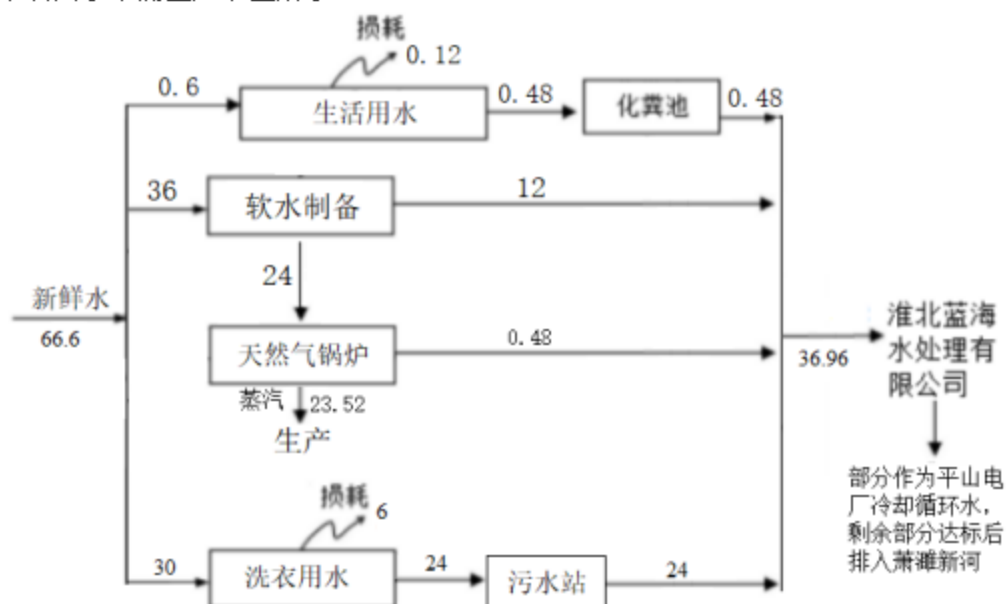 损耗
0.12
0.6
生活用水
0.48
化粪池
0.48
36
软水制备
12
24
新鲜水
66.6
天然气锅炉
0.48
蒸汽
23.52
生产
36.96
淮北蓝海
水处理有
限公司
部分作为平山电
厂冷却循环水，
剩余部分达标后
排入萧濉新河
损耗
6
30
洗衣用水
24
污水站
24